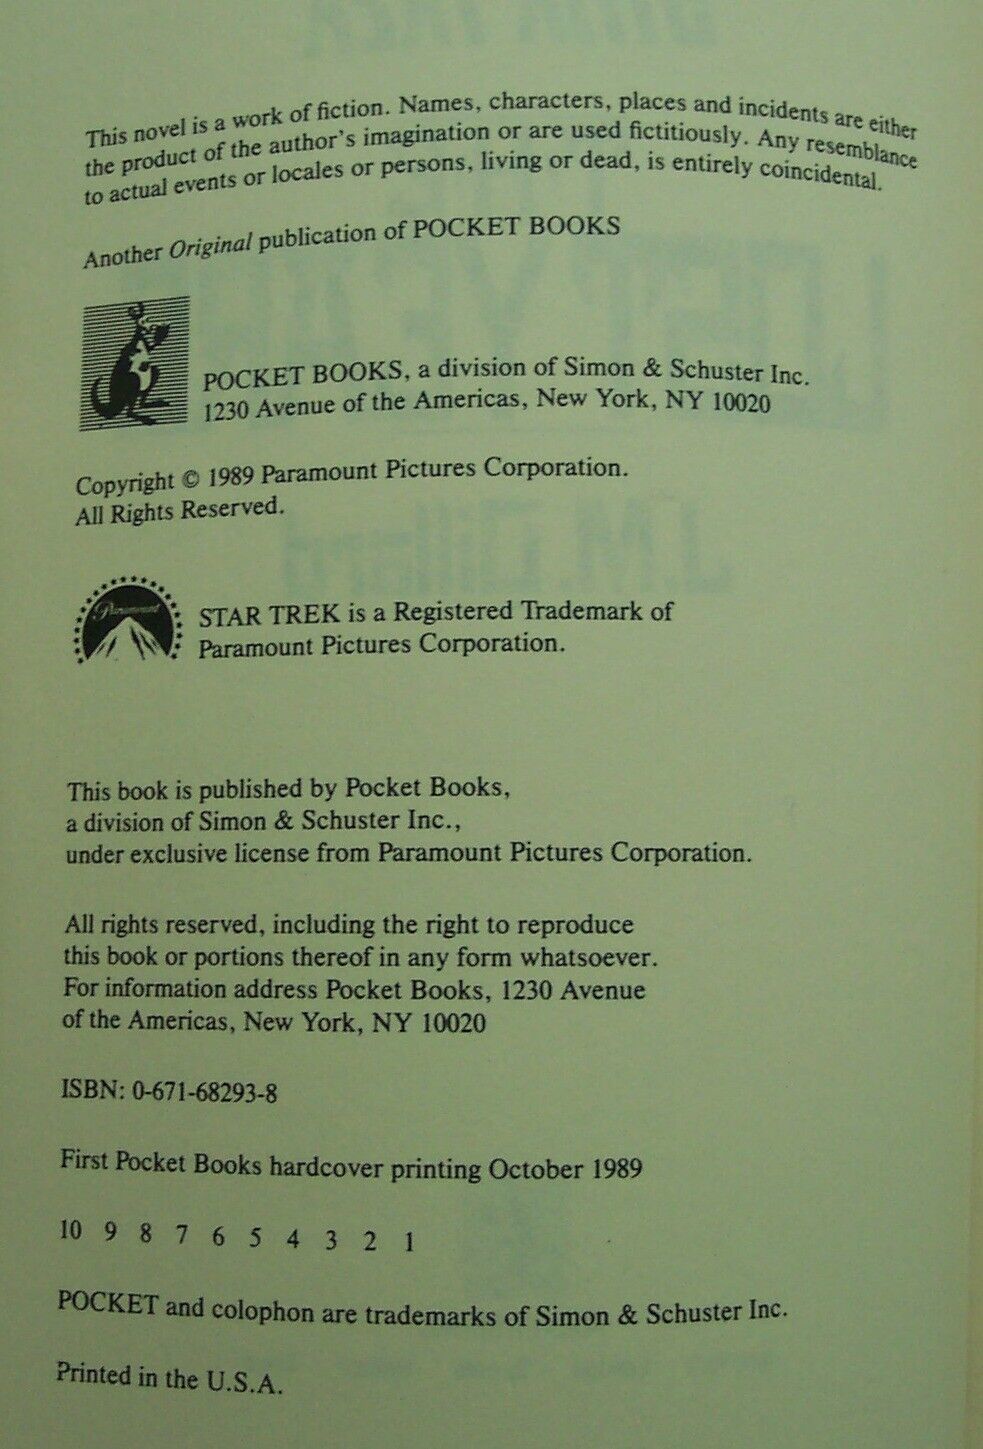 This novel is a work of fiction. Names, characters, places and incidents are either
the product of the author's imagination or are used fictitiously. Any resemblance
to actual events or locales or persons, living or dead, is entirely coincidental.
Another Original publication of POCKET BOOKS
POCKET BOOKS, a division of Simon & Schuster Inc.
1230 Avenue of the Americas, New York, NY 10020
Copyright © 1989 Paramount Pictures Corporation.
All Rights Reserved.
Paramount
STAR TREK is a Registered Trademark of
Paramount Pictures Corporation.
This book is published by Pocket Books,
a division of Simon & Schuster Inc.,
under exclusive license from Paramount Pictures Corporation.
All rights reserved, including the right to reproduce
this book or portions thereof in any form whatsoever.
For information address Pocket Books, 1230 Avenue
of the Americas, New York, NY 10020
ISBN: 0-671-68293-8
First Pocket Books hardcover printing October 1989
10 9 8 7 6 5 4 3 2 1
POCKET and colophon are trademarks of Simon & Schuster Inc.
Printed in the U.S.A.